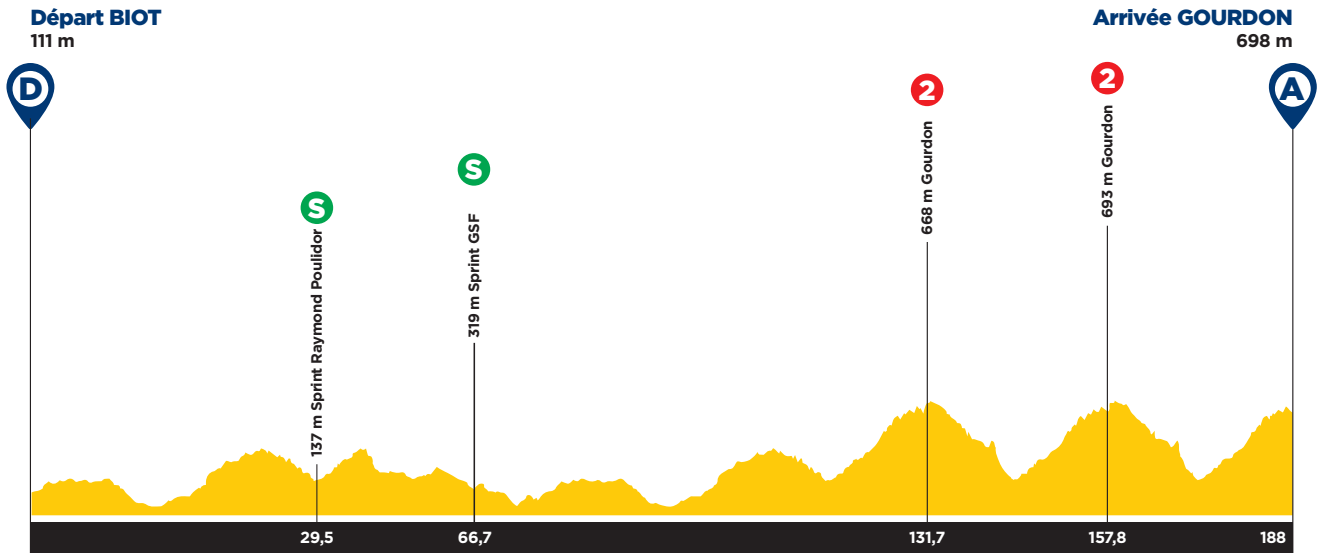 Départ BIOT
111 m
D
S
137 m Sprint Raymond Poulidor
S
319 m Sprint GSF
2
668 m Gourdon
2
693 m Gourdon
Arrivée GOURDON
698 m
A
29,5
66,7
131,7
157,8
188